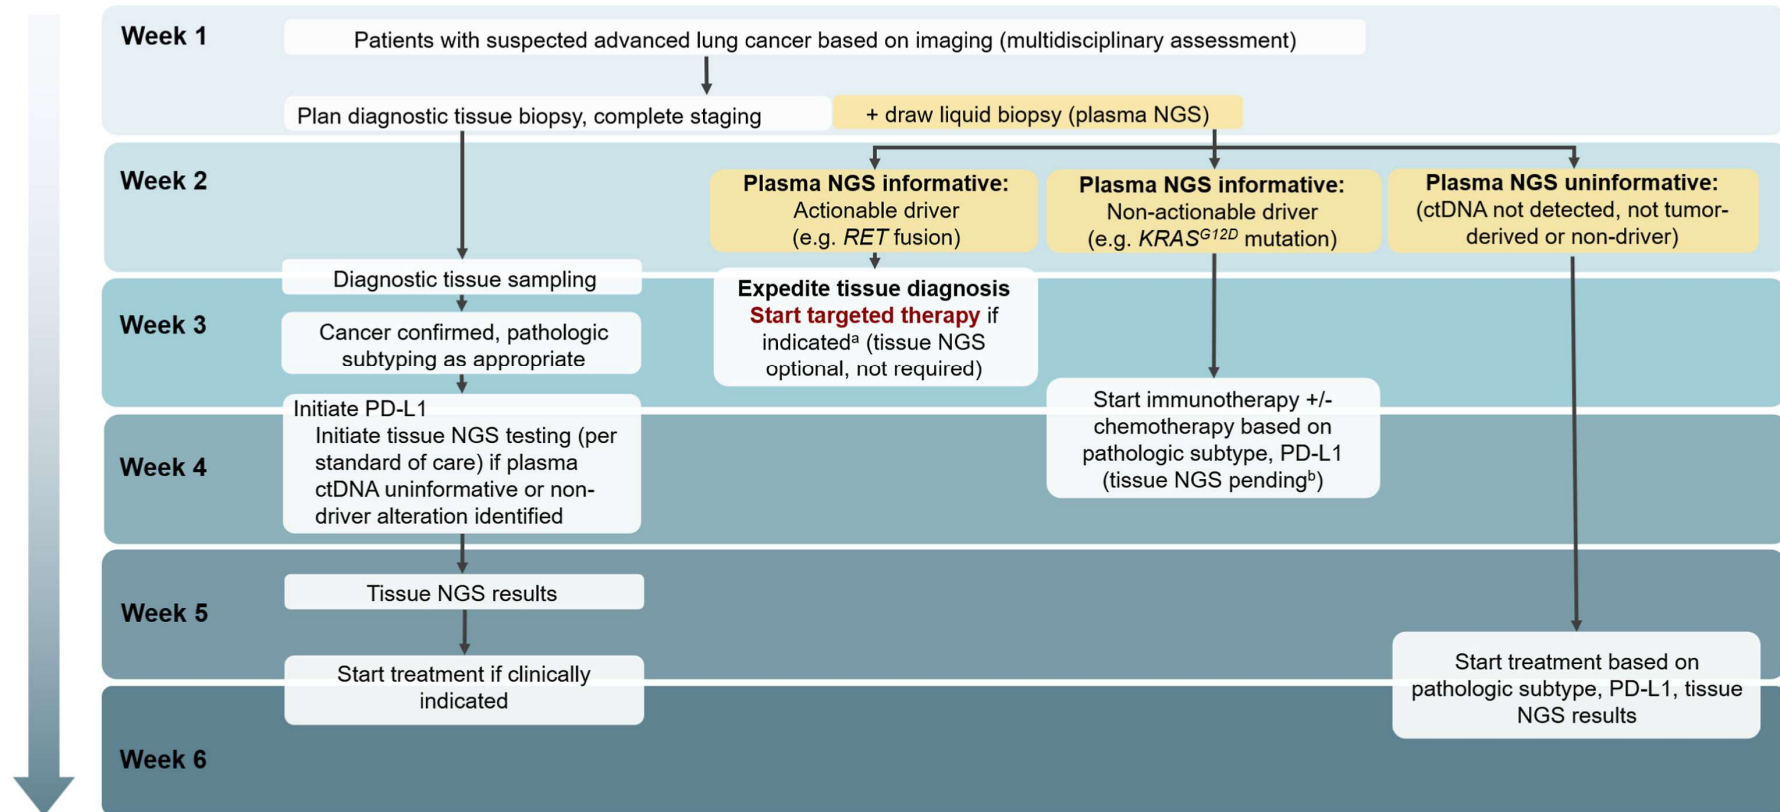 Week 1
Patients with suspected advanced lung cancer based on imaging (multidisciplinary assessment)
Plan diagnostic tissue biopsy, complete staging
+ draw liquid biopsy (plasma NGS)
Week 2
Plasma NGS informative:
Actionable driver
(e.g. RET fusion)
Plasma NGS informative:
Non-actionable driver
(e.g. KRASᴳ¹²ᴰ mutation)
Plasma NGS uninformative:
(ctDNA not detected, not tumor-
derived or non-driver)
Diagnostic tissue sampling
Week 3
Cancer confirmed, pathologic
subtyping as appropriate
Expedite tissue diagnosis
Start targeted therapy if
indicatedᵃ (tissue NGS
optional, not required)
Initiate PD-L1
Initiate tissue NGS testing (per
standard of care) if plasma
ctDNA uninformative or non-
driver alteration identified
Start immunotherapy +/-
chemotherapy based on
pathologic subtype, PD-L1
(tissue NGS pendingᵇ)
Week 4
Week 5
Tissue NGS results
Start treatment if clinically
indicated
Start treatment based on
pathologic subtype, PD-L1, tissue
NGS results
Week 6